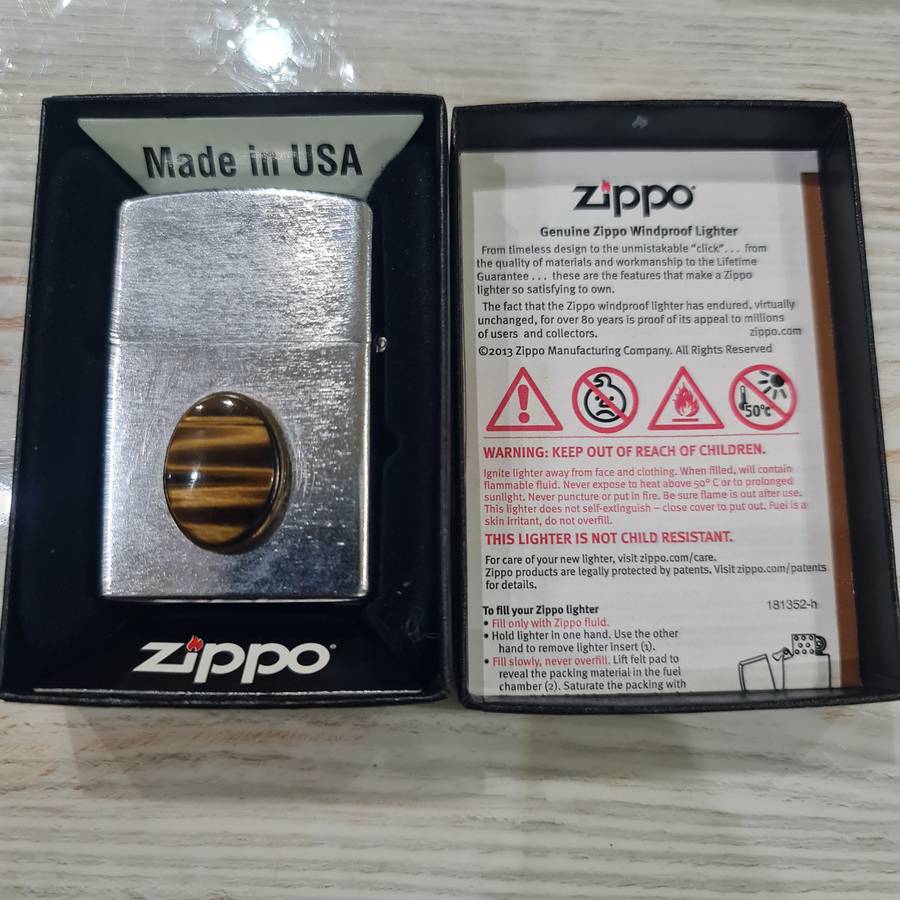 Made in USA
zippo
zippo
Genuine Zippo Windproof Lighter
From timeless design to the unmistakable “click”. . . from
the quality of materials and workmanship to the Lifetime
Guarantee . . . these are the features that make a Zippo
lighter so satisfying to own.
The fact that the Zippo windproof lighter has endured, virtually
unchanged, for over 80 years is proof of its appeal to millions
of users and collectors. zippo.com
©2013 Zippo Manufacturing Company. All Rights Reserved
50°C
WARNING: KEEP OUT OF REACH OF CHILDREN.
Ignite lighter away from face and clothing. When filled, will contain
flammable fluid. Never expose to heat above 50° C or to prolonged
sunlight. Never puncture or put in fire. Be sure flame is out after use.
This lighter does not self-extinguish – close cover to put out. Fuel is a
skin irritant, do not overfill.
THIS LIGHTER IS NOT CHILD RESISTANT.
For care of your new lighter, visit zippo.com/care.
Zippo products are legally protected by patents. Visit zippo.com/patents
for details.
181352-h
To fill your Zippo lighter
• Fill only with Zippo fluid.
• Hold lighter in one hand. Use the other
hand to remove lighter insert (1).
• Fill slowly, never overfill. Lift felt pad to
reveal the packing material in the fuel
chamber (2). Saturate the packing with